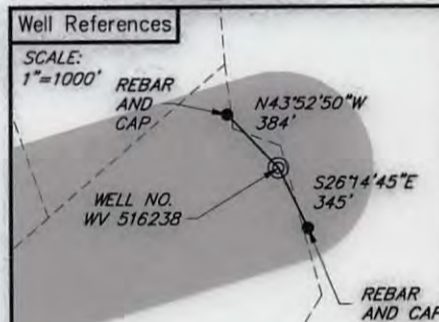 Well References
SCALE:
1"=1000'
REBAR
AND
CAP
N43°52'50"W
384'
WELL NO.
WV 516238
S26°14'45"E
345'
REBAR
AND CAP